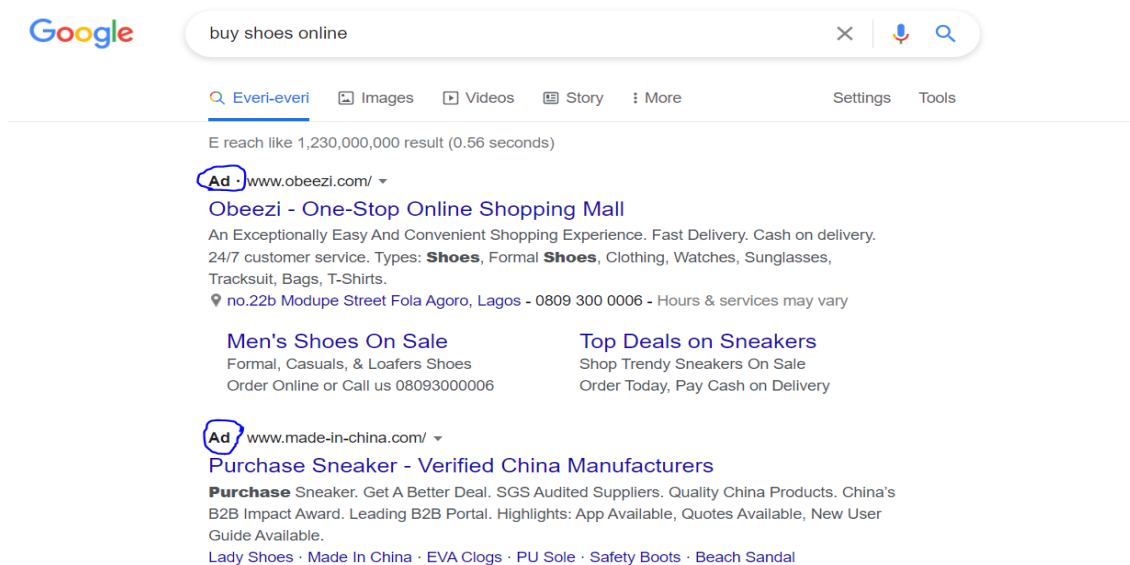 Google
buy shoes online
Everi-everi Images Videos Story More Settings Tools
E reach like 1,230,000,000 result (0.56 seconds)
Ad · www.obeezi.com/
Obeezi - One-Stop Online Shopping Mall
An Exceptionally Easy And Convenient Shopping Experience. Fast Delivery. Cash on delivery.
24/7 customer service. Types: Shoes, Formal Shoes, Clothing, Watches, Sunglasses,
Tracksuit, Bags, T-Shirts.
no.22b Modupe Street Fola Agoro, Lagos - 0809 300 0006 - Hours & services may vary
Men's Shoes On Sale
Formal, Casuals, & Loafers Shoes
Order Online or Call us 08093000006
Top Deals on Sneakers
Shop Trendy Sneakers On Sale
Order Today, Pay Cash on Delivery
Ad · www.made-in-china.com/
Purchase Sneaker - Verified China Manufacturers
Purchase Sneaker. Get A Better Deal. SGS Audited Suppliers. Quality China Products. China's
B2B Impact Award. Leading B2B Portal. Highlights: App Available, Quotes Available, New User
Guide Available.
Lady Shoes · Made In China · EVA Clogs · PU Sole · Safety Boots · Beach Sandal